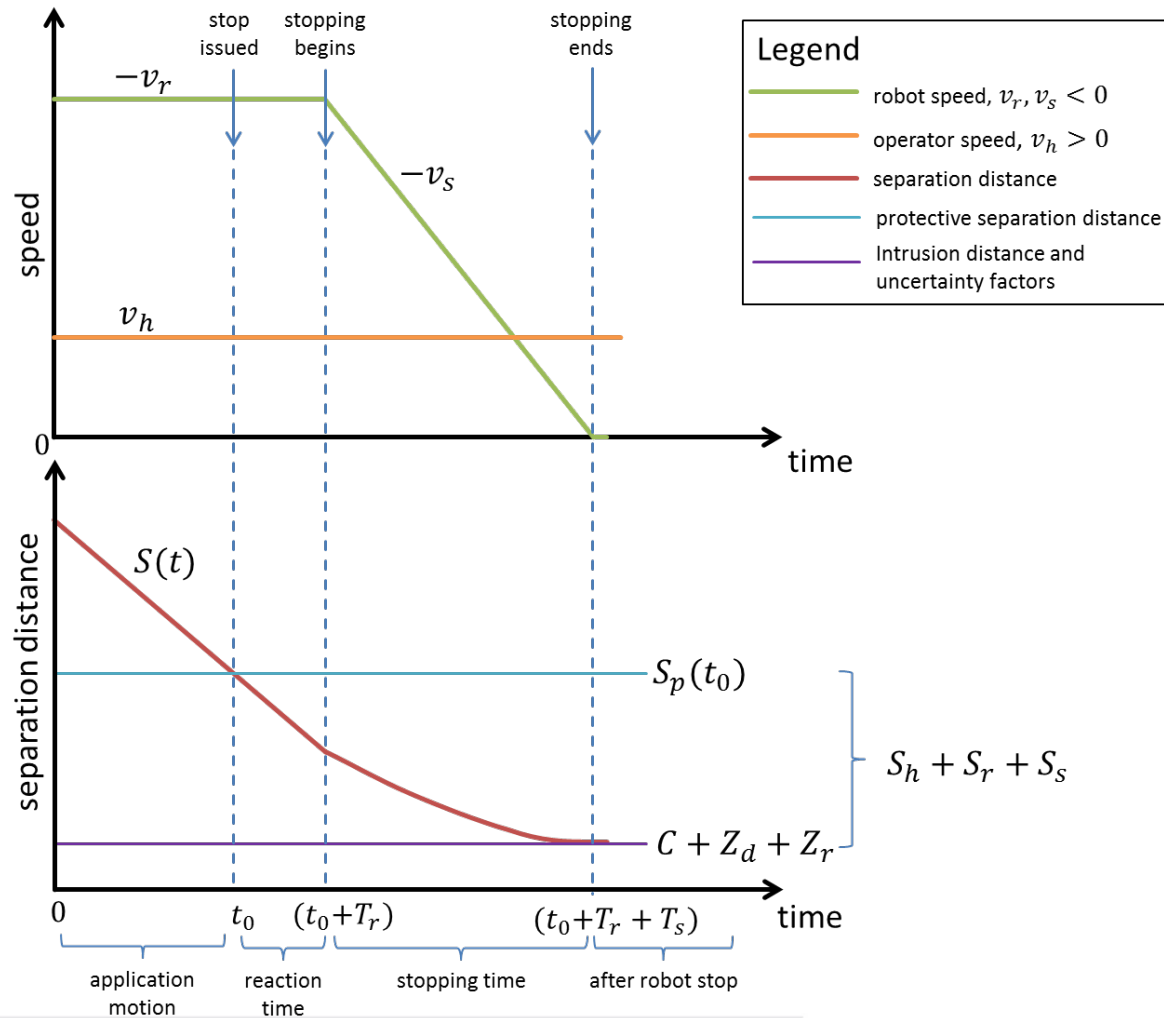 stop
issued
stopping
begins
stopping
ends
Legend
robot speed, v_r, v_s < 0
operator speed, v_h > 0
separation distance
protective separation distance
Intrusion distance and
uncertainty factors
speed
−v_r
−v_s
v_h
0
time
separation distance
S(t)
S_p(t_0)
S_h + S_r + S_s
C + Z_d + Z_r
0
t_0
(t_0+T_r)
(t_0+T_r + T_s)
time
application
motion
reaction
time
stopping time
after robot stop